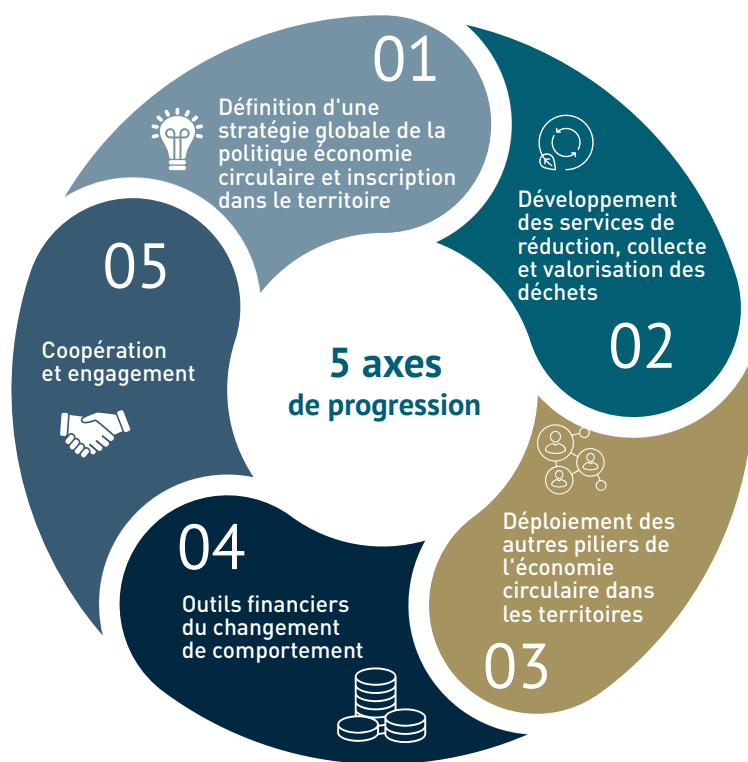 01
Définition d'une
stratégie globale de la
politique économie
circulaire et inscription
dans le territoire
Développement
des services de
réduction, collecte
et valorisation des
déchets
02
Déploiement des
autres piliers de
l'économie
circulaire dans
les territoires
03
04
Outils financiers
du changement
de comportement
05
Coopération
et engagement
5 axes
de progression